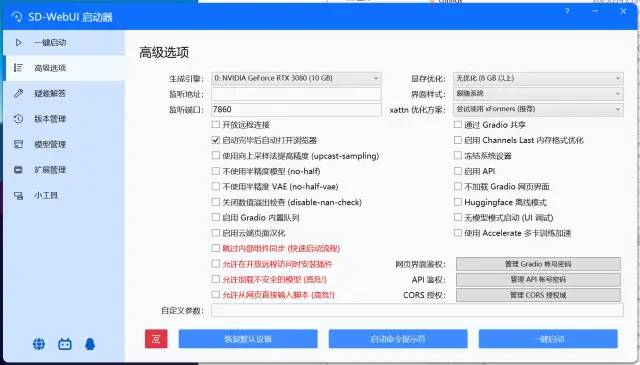 SD-WebUI 启动器
一键启动
高级选项
疑难解答
版本管理
模型管理
扩展管理
小工具
高级选项
生成引擎: 0: NVIDIA GeForce RTX 3080 (10 GB) 显存优化: 无优化 (8 GB 以上)
监听地址: 界面样式: 跟随系统
监听端口: 7860 xattn 优化方案: 尝试使用 xFormers (推荐)
开放远程连接 通过 Gradio 共享
启动完毕后自动打开浏览器 启用 Channels Last 内存格式优化
使用向上采样法提高精度 (upcast-sampling) 冻结系统设置
不使用半精度模型 (no-half) 启用 API
不使用半精度 VAE (no-half-vae) 不加载 Gradio 网页界面
关闭数值溢出检查 (disable-nan-check) Huggingface 离线模式
启用 Gradio 内置队列 无模型模式启动 (UI 调试)
启用云端页面汉化 使用 Accelerate 多卡训练加速
跳过内部组件同步 (快速启动流程)
允许在开放远程访问时安装插件 网页界面鉴权: 管理 Gradio 帐号密码
允许加载不安全的模型 (高危!) API 鉴权: 管理 API 帐号密码
允许从网页直接输入脚本 (高危!) CORS 授权: 管理 CORS 授权域
自定义参数:
恢复默认设置 启动命令提示符 一键启动